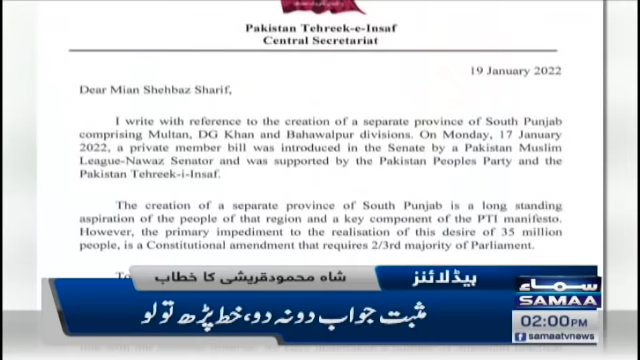 Pakistan Tehreek-e-Insaf
Central Secretariat
19 January 2022
Dear Mian Shehbaz Sharif,
I write with reference to the creation of a separate province of South Punjab
comprising Multan, DG Khan and Bahawalpur divisions. On Monday, 17 January
2022, a private member bill was introduced in the Senate by a Pakistan Muslim
League-Nawaz Senator and was supported by the Pakistan Peoples Party and
the Pakistan Tehreek-i-Insaf.
The creation of a separate province of South Punjab is a long standing
aspiration of the people of that region and a key component of the PTI manifesto.
However, the primary impediment to the realisation of this desire of 35 million
people, is a Constitutional amendment that requires 2/3rd majority of Parliament.
To
ہیڈلائنز
شاہ محمود قریشی کا خطاب
مثبت جواب دو نہ دو، خط پڑھ تو لو
سماء
SAMAA
02:00PM
samaatvnews